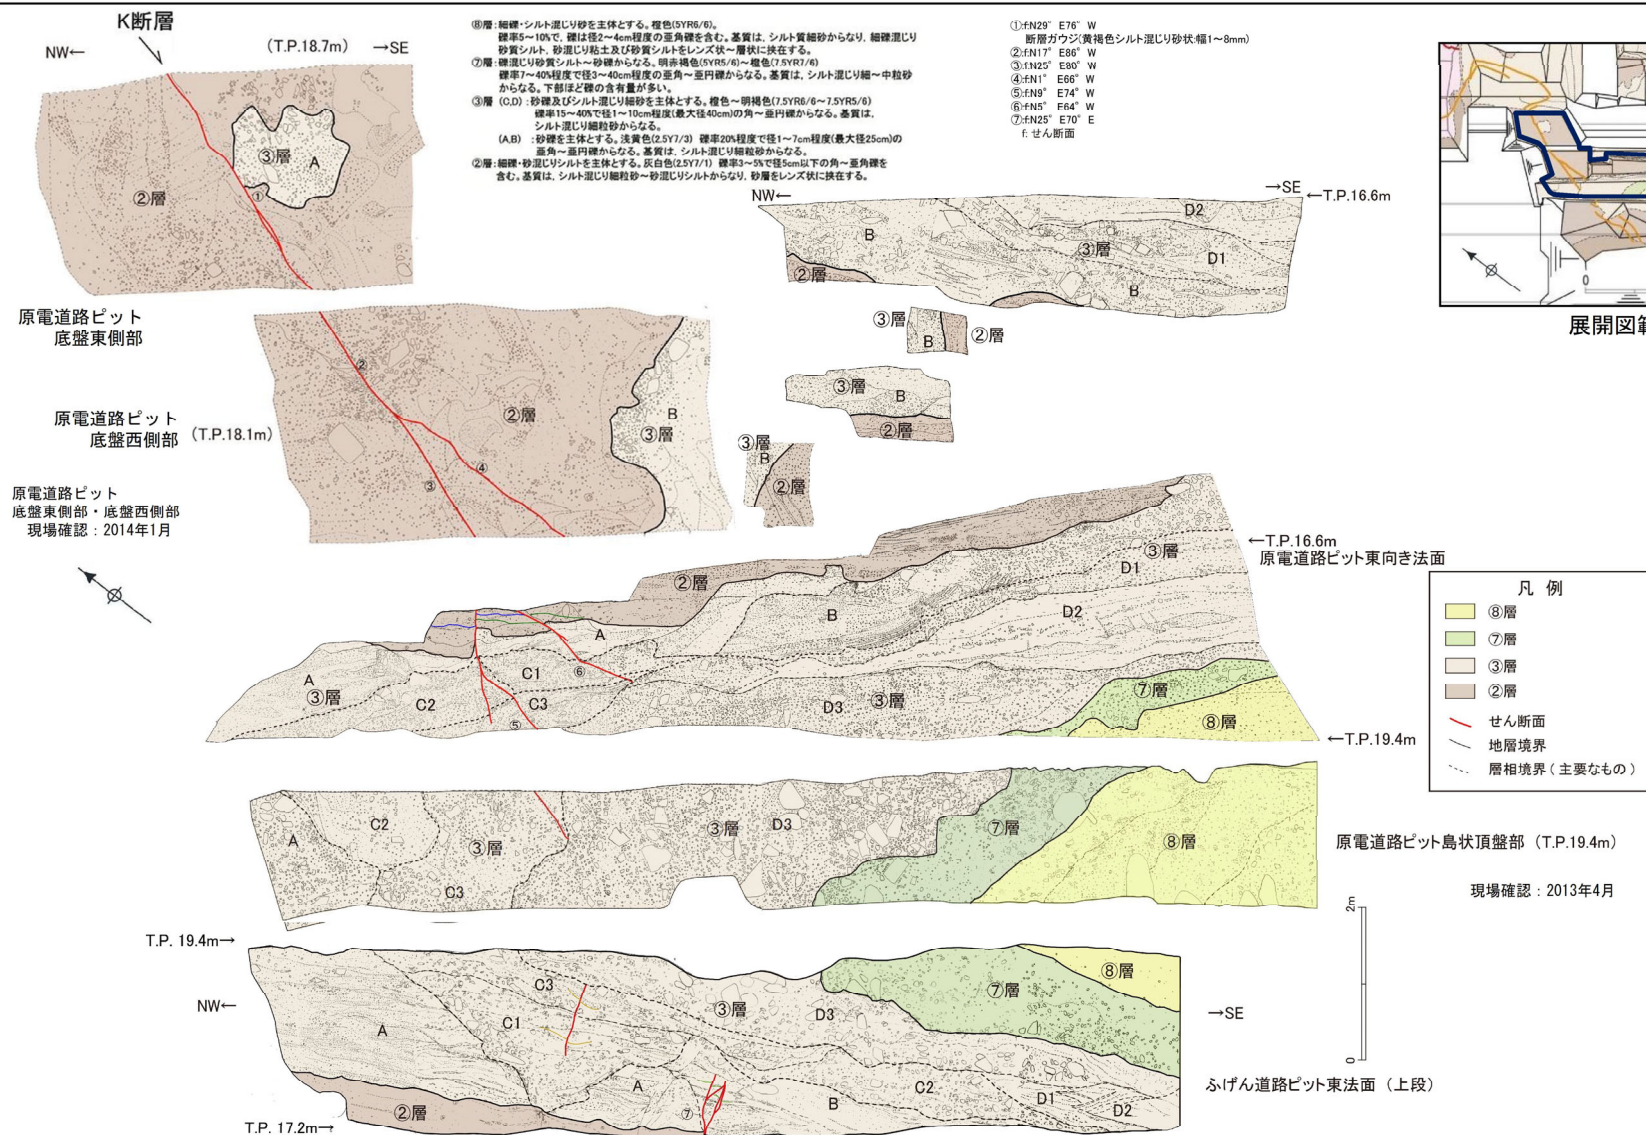 K断層
NW←
(T.P.18.7m)
→SE
⑧層:細礫・シルト混じり砂を主体とする。橙色(5YR6/6)。
礫率5～10%で、礫は径2～4cm程度の亜角礫を含む。基質は、シルト質細砂からなり、細礫混じり
砂質シルト、砂混じり粘土及び砂質シルトをレンズ状～層状に挟在する。
⑦層:礫混じり砂質シルト～砂礫からなる。明赤褐色(5YR5/6)～橙色(7.5YR7/6)
礫率7～40%程度で径3～40cm程度の亜角～亜円礫からなる。基質は、シルト混じり細～中粒砂
からなる。下部ほど礫の含有量が多い。
③層 (C,D) :砂礫及びシルト混じり細砂を主体とする。橙色～明褐色(7.5YR6/6～7.5YR5/6)
礫率15～40%で径1～10cm程度(最大径40cm)の角～亜円礫からなる。基質は、
シルト混じり細粒砂からなる。
(A,B) :砂礫を主体とする。浅黄色(2.5Y7/3) 礫率20%程度で径1～7cm程度(最大径25cm)の
亜角～亜円礫からなる。基質は、シルト混じり細粒砂からなる。
②層:細礫・砂混じりシルトを主体とする。灰白色(2.5Y7/1) 礫率3～5%で径5cm以下の角～亜角礫を
含む。基質は、シルト混じり細粒砂～砂混じりシルトからなり、砂層をレンズ状に挟在する。
①:f:N29° E76° W
断層ガウジ(黄褐色シルト混じり砂状:幅1～8mm)
②:f:N17° E86° W
③:f:N25° E80° W
④:f:N1° E66° W
⑤:f:N9° E74° W
⑥:f:N5° E64° W
⑦:f:N25° E70° E
f: せん断面
③層 A
②層
①
原電道路ピット
底盤東側部
NW←
→SE
←T.P.16.6m
B
D2
③層
D1
②層
B
0
展開図範
③層
B
②層
②
②層
B
③層
④
③
原電道路ピット
底盤西側部
(T.P.18.1m)
③層
B
②層
③層
B
②層
原電道路ピット
底盤東側部・底盤西側部
現場確認:2014年1月
←T.P.16.6m
原電道路ピット東向き法面
②層
③層
D1
B
D2
A
C1
⑥
A
③層
C2
C3
⑤
D3
③層
⑦層
⑧層
←T.P.19.4m
凡 例
⑧層
⑦層
③層
②層
せん断面
地層境界
層相境界(主要なもの)
A
C2
③層
C3
③層
D3
⑦層
⑧層
原電道路ピット島状頂盤部 (T.P.19.4m)
現場確認:2013年4月
2m
0
T.P. 19.4m→
NW←
→SE
C3
C1
A
③層
D3
⑦層
⑧層
A
⑦
B
C2
D1
D2
②層
T.P. 17.2m→
ふげん道路ピット東法面(上段)